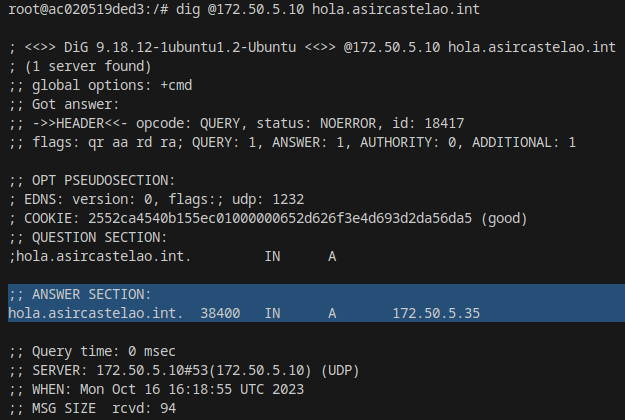 root@ac020519ded3:/# dig @172.50.5.10 hola.asircastelao.int
; <<>> DiG 9.18.12-1ubuntu1.2-Ubuntu <<>> @172.50.5.10 hola.asircastelao.int
; (1 server found)
;; global options: +cmd
;; Got answer:
;; ->>HEADER<<- opcode: QUERY, status: NOERROR, id: 18417
;; flags: qr aa rd ra; QUERY: 1, ANSWER: 1, AUTHORITY: 0, ADDITIONAL: 1
;; OPT PSEUDOSECTION:
; EDNS: version: 0, flags:; udp: 1232
; COOKIE: 2552ca4540b155ec01000000652d626f3e4d693d2da56da5 (good)
;; QUESTION SECTION:
;hola.asircastelao.int. IN A
;; ANSWER SECTION:
hola.asircastelao.int. 38400 IN A 172.50.5.35
;; Query time: 0 msec
;; SERVER: 172.50.5.10#53(172.50.5.10) (UDP)
;; WHEN: Mon Oct 16 16:18:55 UTC 2023
;; MSG SIZE rcvd: 94